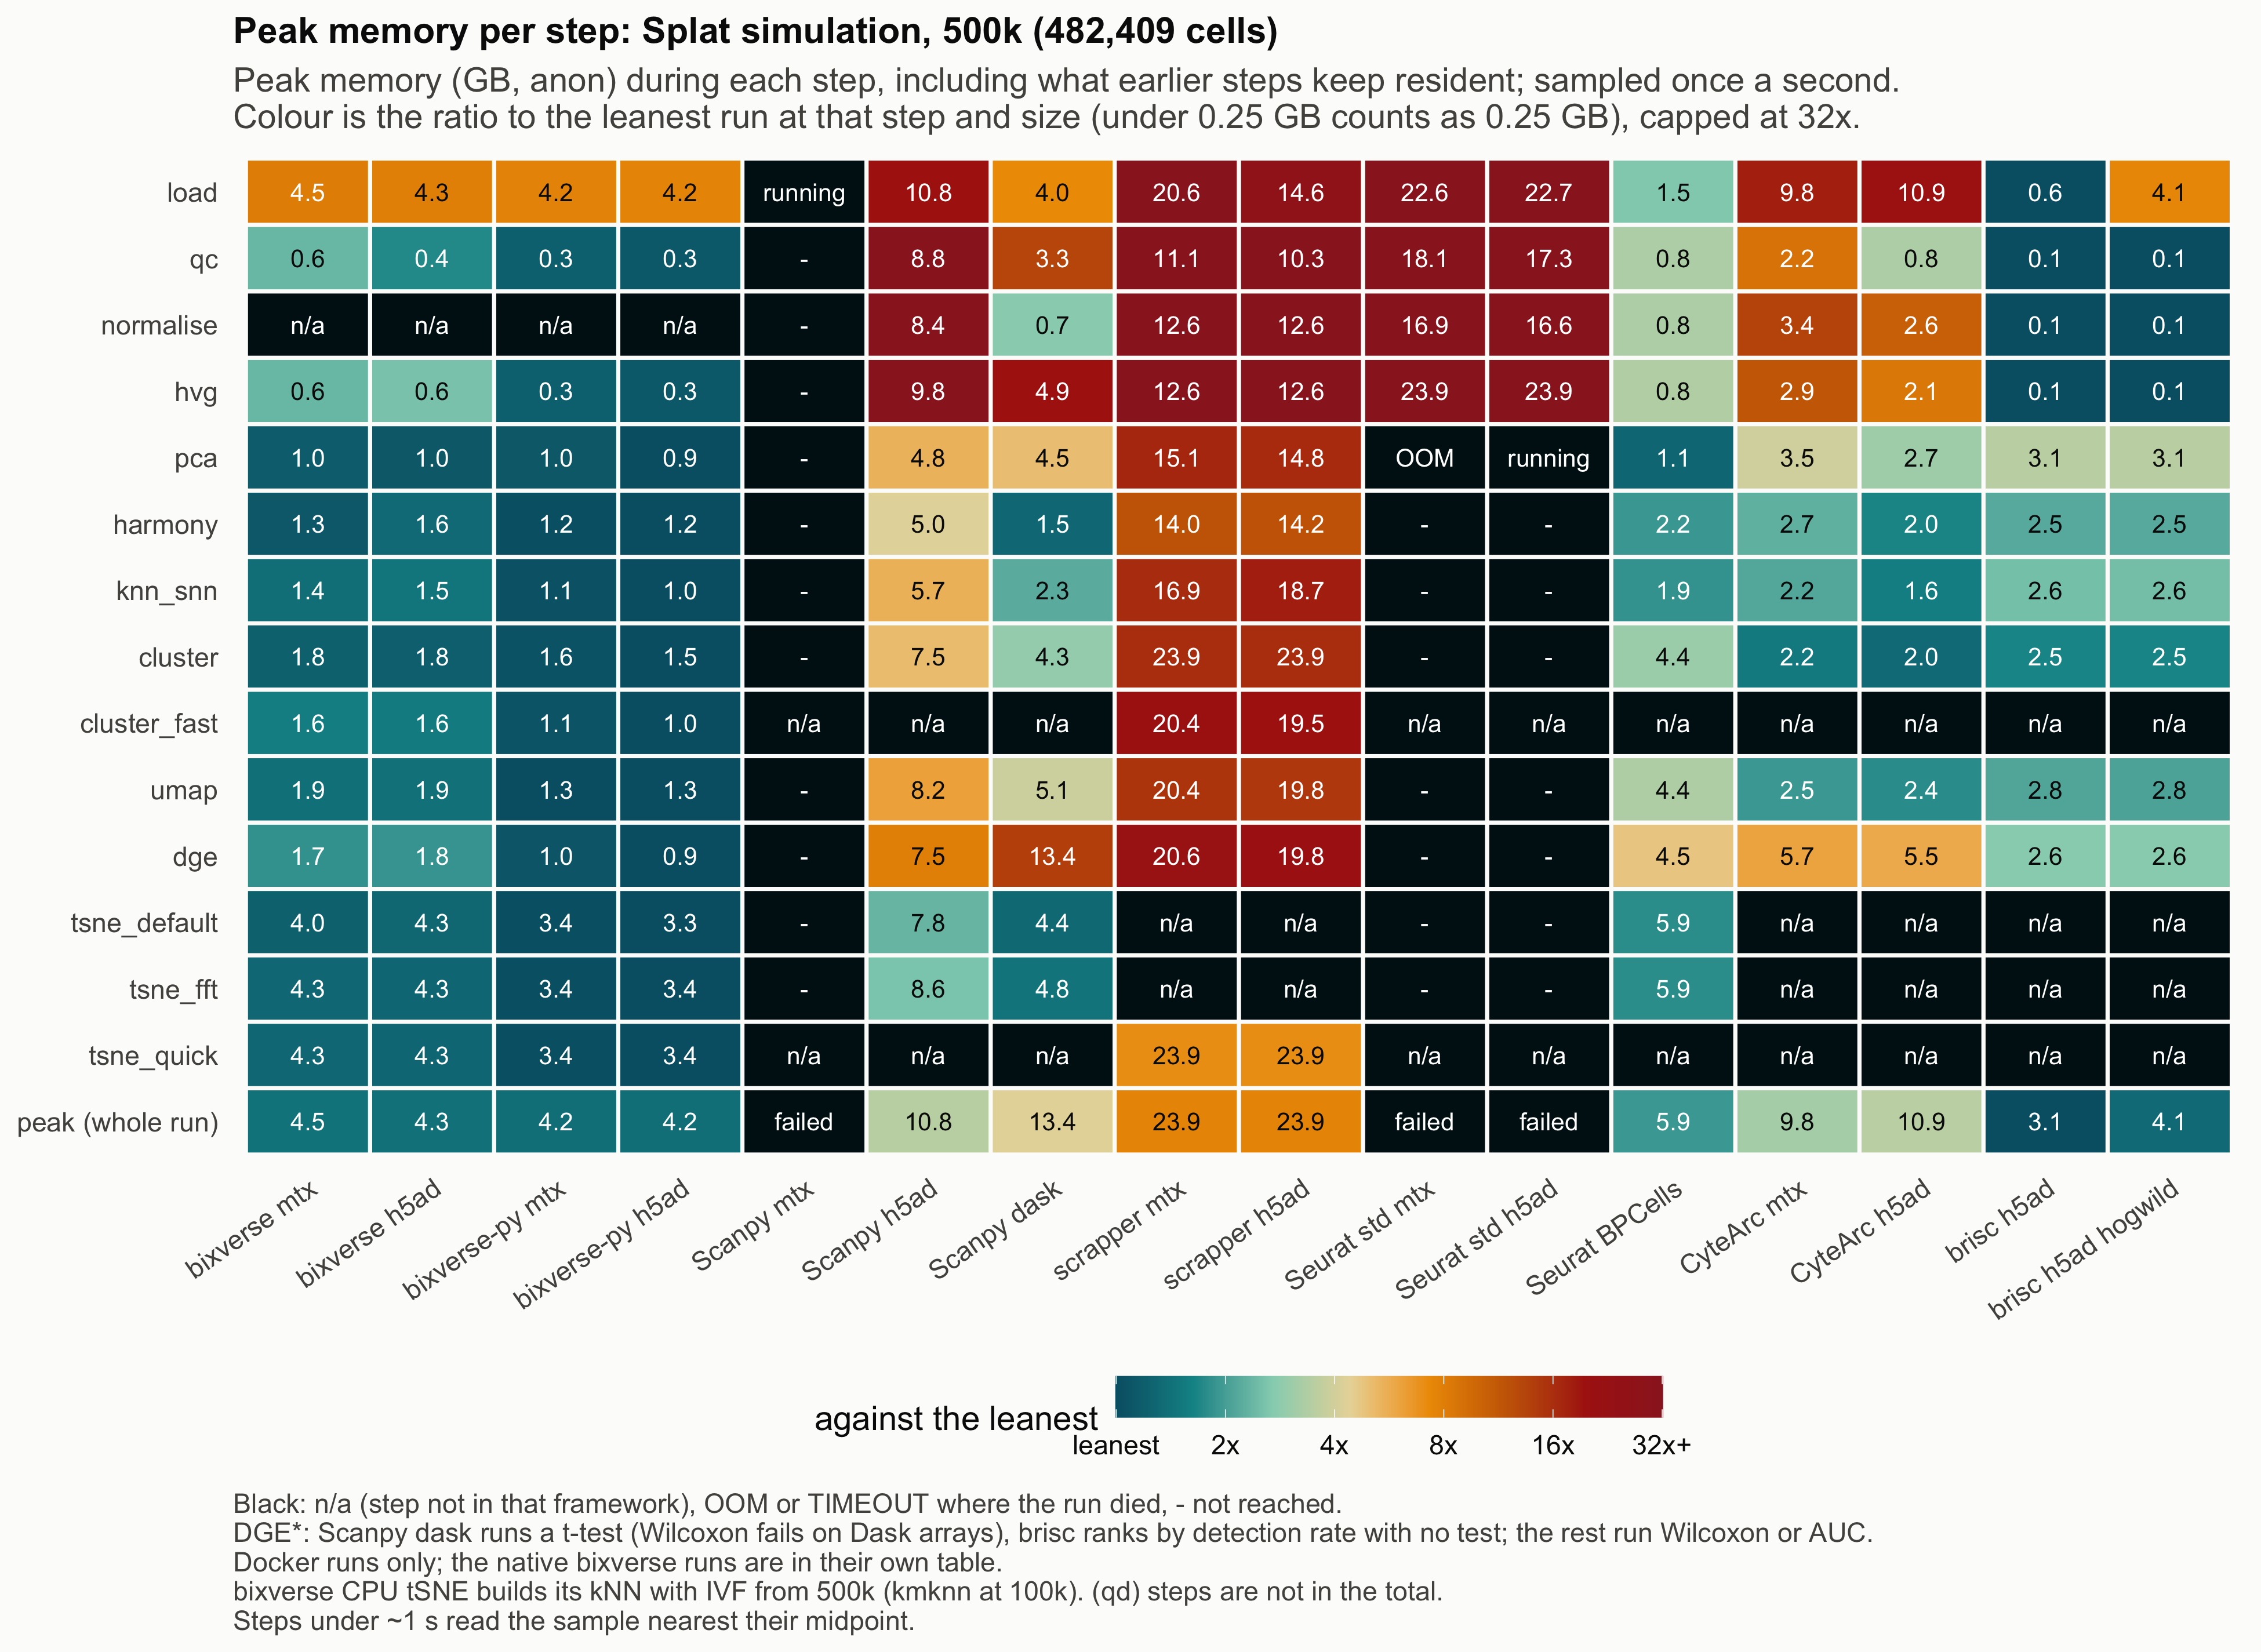 Peak memory per step: Splat simulation, 500k (482,409 cells)
Peak memory (GB, anon) during each step, including what earlier steps keep resident; sampled once a second.
Colour is the ratio to the leanest run at that step and size (under 0.25 GB counts as 0.25 GB), capped at 32x.
load 4.5 4.3 4.2 4.2 running 10.8 4.0 20.6 14.6 22.6 22.7 1.5 9.8 10.9 0.6 4.1
qc 0.6 0.4 0.3 0.3 - 8.8 3.3 11.1 10.3 18.1 17.3 0.8 2.2 0.8 0.1 0.1
normalise n/a n/a n/a n/a - 8.4 0.7 12.6 12.6 16.9 16.6 0.8 3.4 2.6 0.1 0.1
hvg 0.6 0.6 0.3 0.3 - 9.8 4.9 12.6 12.6 23.9 23.9 0.8 2.9 2.1 0.1 0.1
pca 1.0 1.0 1.0 0.9 - 4.8 4.5 15.1 14.8 OOM running 1.1 3.5 2.7 3.1 3.1
harmony 1.3 1.6 1.2 1.2 - 5.0 1.5 14.0 14.2 - - 2.2 2.7 2.0 2.5 2.5
knn_snn 1.4 1.5 1.1 1.0 - 5.7 2.3 16.9 18.7 - - 1.9 2.2 1.6 2.6 2.6
cluster 1.8 1.8 1.6 1.5 - 7.5 4.3 23.9 23.9 - - 4.4 2.2 2.0 2.5 2.5
cluster_fast 1.6 1.6 1.1 1.0 n/a n/a n/a 20.4 19.5 n/a n/a n/a n/a n/a n/a n/a
umap 1.9 1.9 1.3 1.3 - 8.2 5.1 20.4 19.8 - - 4.4 2.5 2.4 2.8 2.8
dge 1.7 1.8 1.0 0.9 - 7.5 13.4 20.6 19.8 - - 4.5 5.7 5.5 2.6 2.6
tsne_default 4.0 4.3 3.4 3.3 - 7.8 4.4 n/a n/a - - 5.9 n/a n/a n/a n/a
tsne_fft 4.3 4.3 3.4 3.4 - 8.6 4.8 n/a n/a - - 5.9 n/a n/a n/a n/a
tsne_quick 4.3 4.3 3.4 3.4 n/a n/a n/a 23.9 23.9 n/a n/a n/a n/a n/a n/a n/a
peak (whole run) 4.5 4.3 4.2 4.2 failed 10.8 13.4 23.9 23.9 failed failed 5.9 9.8 10.9 3.1 4.1
bixverse mtx
bixverse h5ad
bixverse-py mtx
bixverse-py h5ad
Scanpy mtx
Scanpy h5ad
Scanpy dask
scrapper mtx
scrapper h5ad
Seurat std mtx
Seurat std h5ad
Seurat BPCells
CyteArc mtx
CyteArc h5ad
brisc h5ad
brisc h5ad hogwild
against the leanest
leanest 2x 4x 8x 16x 32x+
Black: n/a (step not in that framework), OOM or TIMEOUT where the run died, - not reached.
DGE*: Scanpy dask runs a t-test (Wilcoxon fails on Dask arrays), brisc ranks by detection rate with no test; the rest run Wilcoxon or AUC.
Docker runs only; the native bixverse runs are in their own table.
bixverse CPU tSNE builds its kNN with IVF from 500k (kmknn at 100k). (qd) steps are not in the total.
Steps under ~1 s read the sample nearest their midpoint.